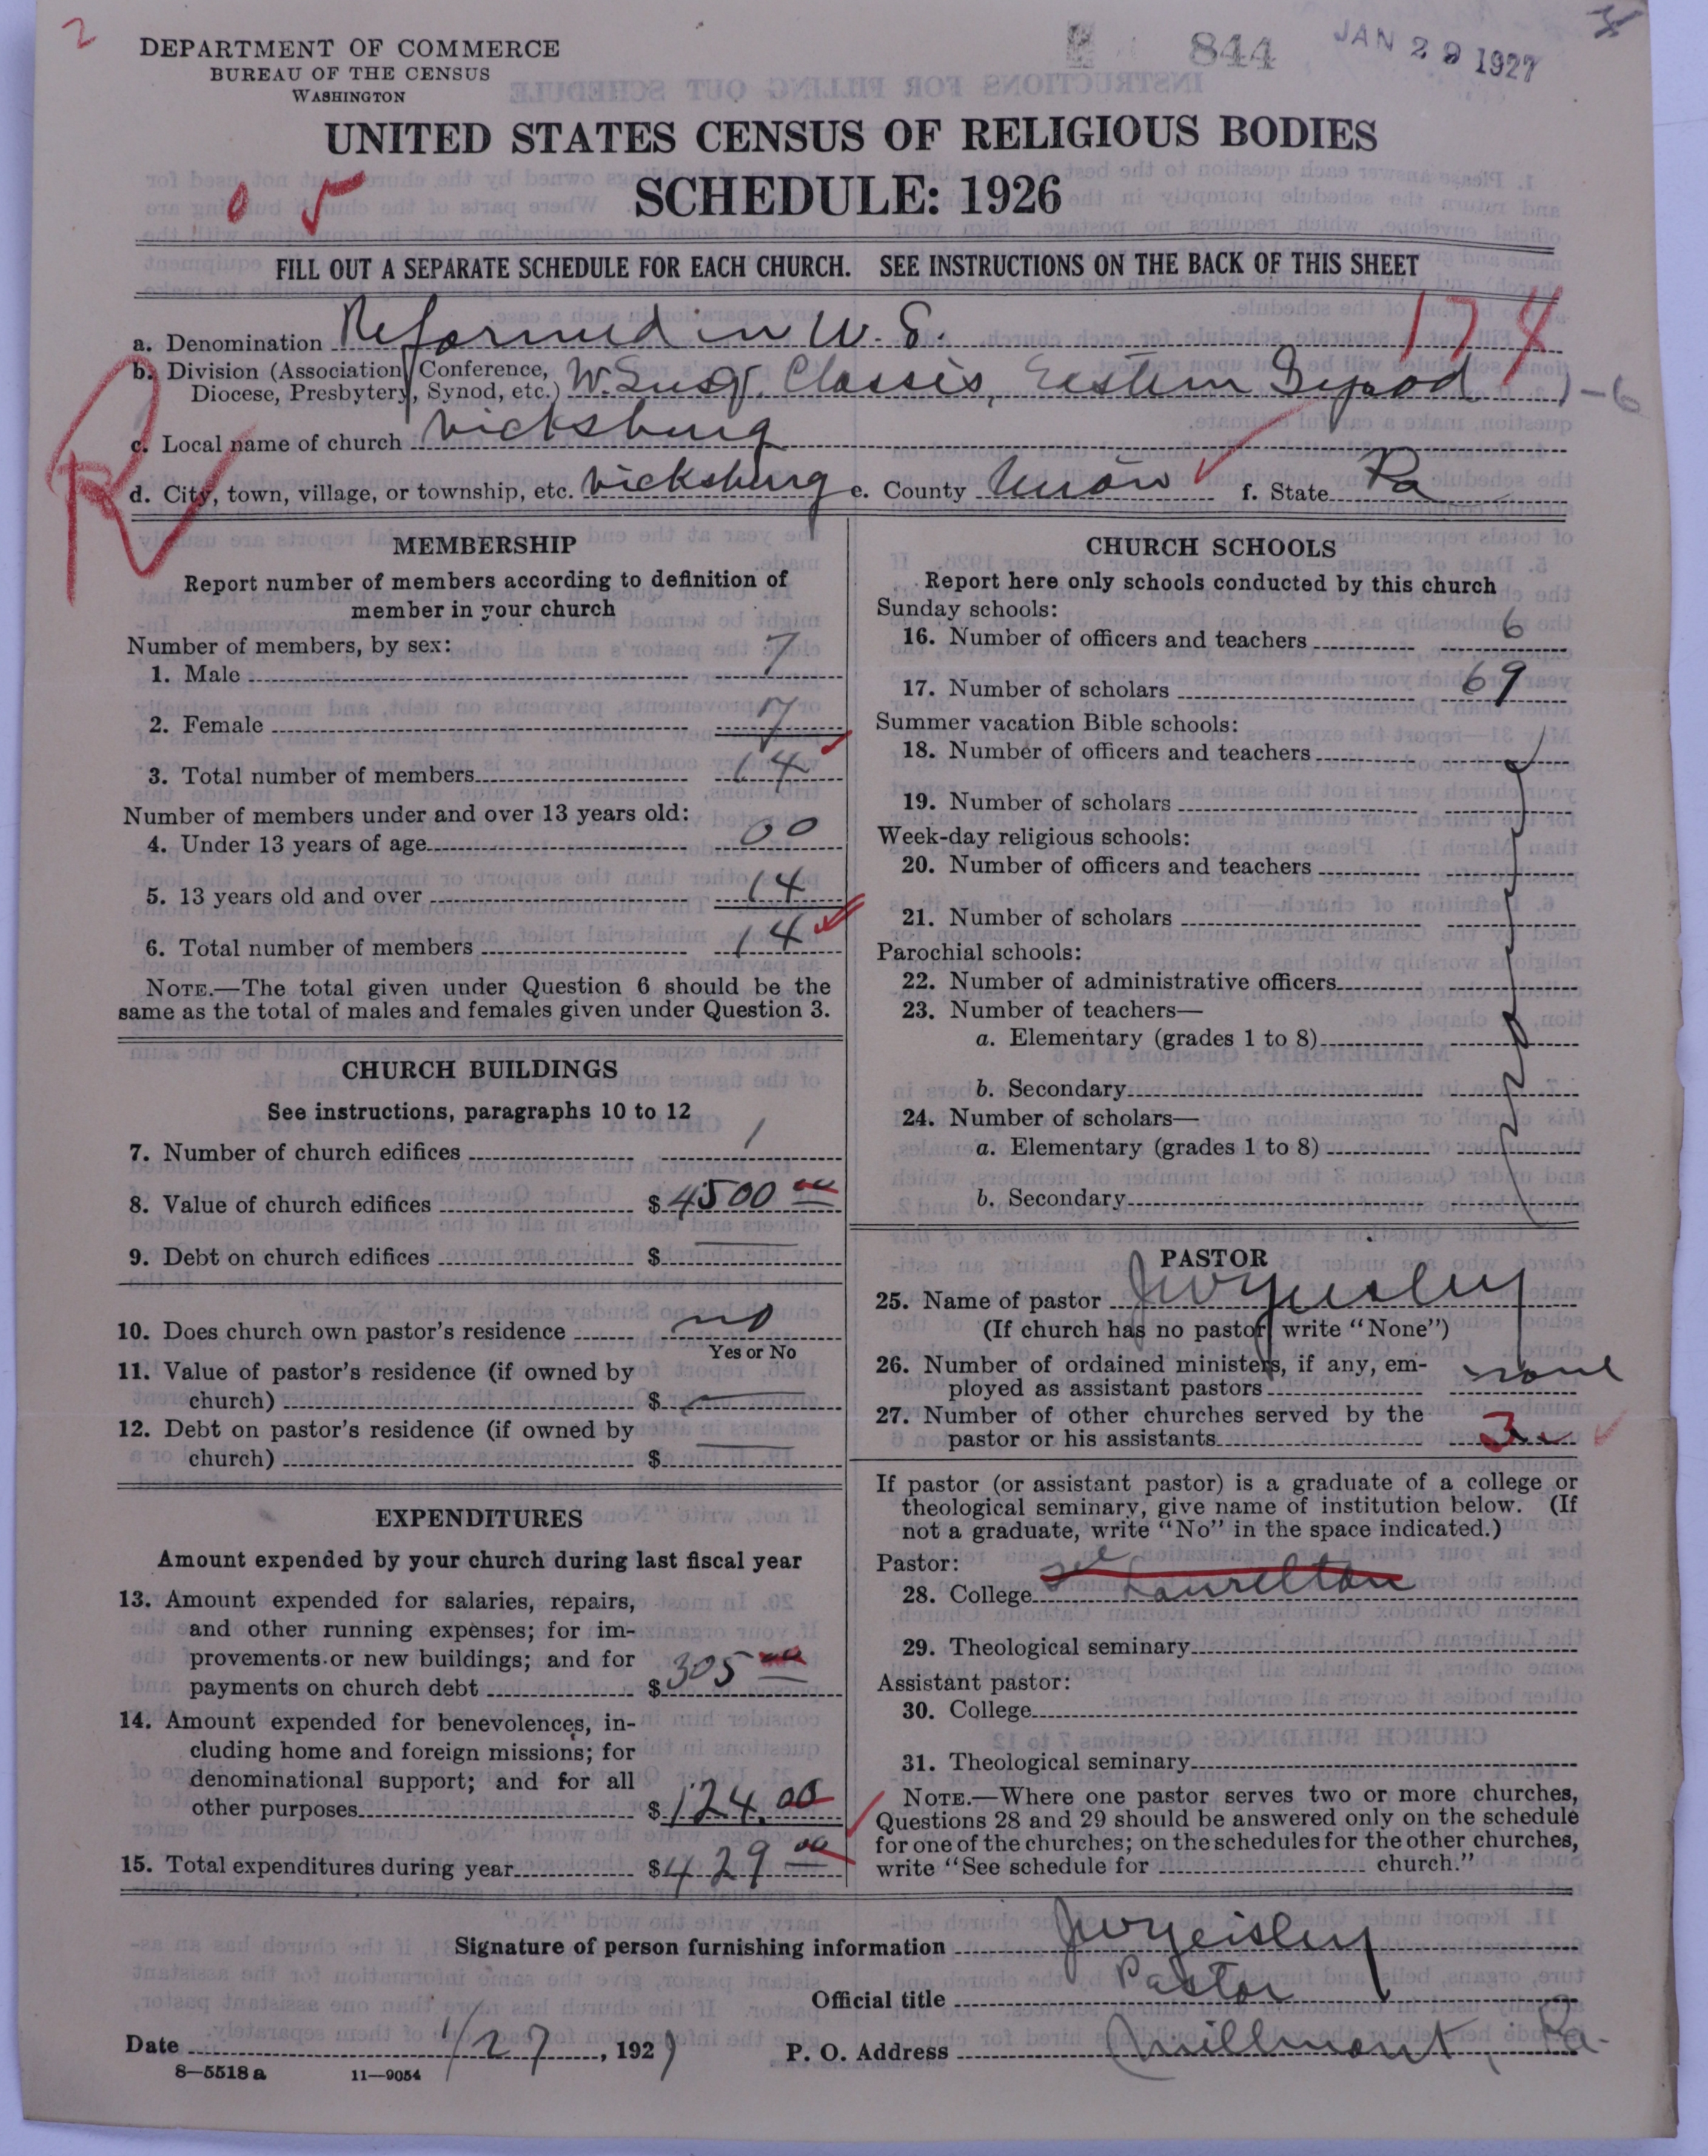 2
DEPARTMENT OF COMMERCE
BUREAU OF THE CENSUS
WASHINGTON
844
JAN 29 1927
UNITED STATES CENSUS OF RELIGIOUS BODIES
SCHEDULE: 1926
0 5
FILL OUT A SEPARATE SCHEDULE FOR EACH CHURCH. SEE INSTRUCTIONS ON THE BACK OF THIS SHEET
174
a. Denomination Reformed in U. S.
b. Division (Association, Conference, Diocese, Presbytery, Synod, etc.) W. Susq. Classis, Eastern Synod 1-6
c. Local name of church Vicksburg
d. City, town, village, or township, etc. Vicksburg e. County Union f. State Pa
R
MEMBERSHIP
Report number of members according to definition of
member in your church
Number of members, by sex:
1. Male 7
2. Female 7
3. Total number of members 14
Number of members under and over 13 years old:
4. Under 13 years of age 00
5. 13 years old and over 14
6. Total number of members 14
NOTE.—The total given under Question 6 should be the
same as the total of males and females given under Question 3.
CHURCH BUILDINGS
See instructions, paragraphs 10 to 12
7. Number of church edifices 1
8. Value of church edifices $ 4500 00
9. Debt on church edifices $ —
10. Does church own pastor's residence no
Yes or No
11. Value of pastor's residence (if owned by
church) $ —
12. Debt on pastor's residence (if owned by
church) $ —
EXPENDITURES
Amount expended by your church during last fiscal year
13. Amount expended for salaries, repairs,
and other running expenses; for im-
provements or new buildings; and for
payments on church debt $ 305 00
14. Amount expended for benevolences, in-
cluding home and foreign missions; for
denominational support; and for all
other purposes $ 124.00
15. Total expenditures during year $ 429 00
CHURCH SCHOOLS
Report here only schools conducted by this church
Sunday schools:
16. Number of officers and teachers 6
17. Number of scholars 69
Summer vacation Bible schools:
18. Number of officers and teachers
19. Number of scholars
Week-day religious schools:
20. Number of officers and teachers
21. Number of scholars
Parochial schools:
22. Number of administrative officers
23. Number of teachers—
a. Elementary (grades 1 to 8)
b. Secondary
24. Number of scholars—
a. Elementary (grades 1 to 8)
b. Secondary
PASTOR
25. Name of pastor J W Yeisley
(If church has no pastor write "None")
26. Number of ordained ministers, if any, em-
ployed as assistant pastors none
27. Number of other churches served by the
pastor or his assistants 3
If pastor (or assistant pastor) is a graduate of a college or
theological seminary, give name of institution below. (If
not a graduate, write "No" in the space indicated.)
Pastor:
28. College see Laurelton
29. Theological seminary
Assistant pastor:
30. College
31. Theological seminary
NOTE.—Where one pastor serves two or more churches,
Questions 28 and 29 should be answered only on the schedule
for one of the churches; on the schedules for the other churches,
write "See schedule for church."
Signature of person furnishing information J W Yeisley
Official title Pastor
Date 1/27, 1927 P. O. Address Millmont, Pa.
8—5518 a 11—9054